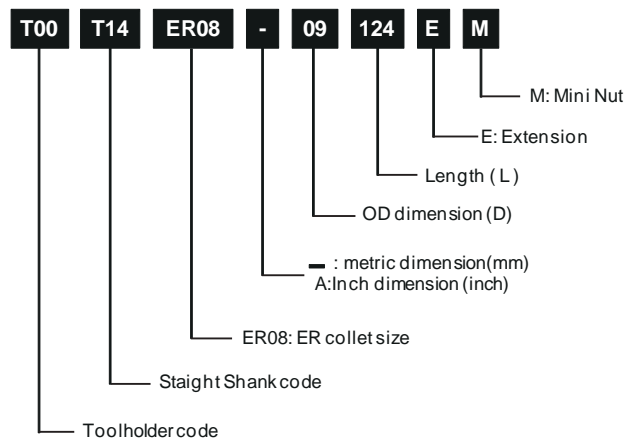 T00 T14 ER08 - 09 124 E M
M: Mini Nut
E: Extension
Length ( L )
OD dimension (D)
- : metric dimension(mm)
A:Inch dimension (inch)
ER08: ER collet size
Staight Shank code
Toolholder code